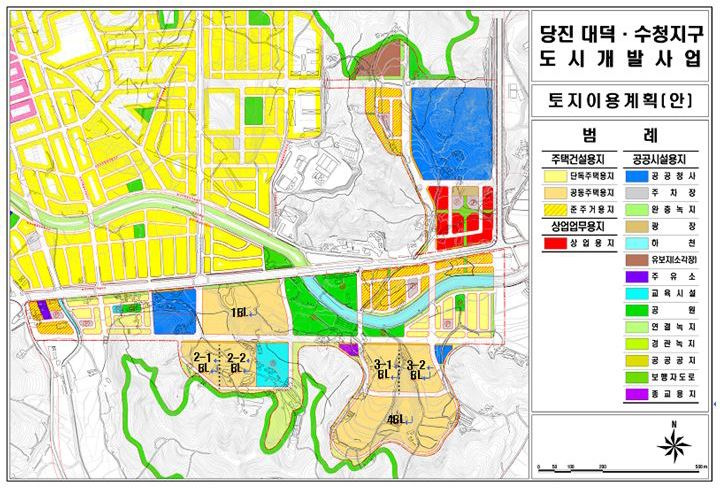 당진 대덕·수청지구
도시개발사업
토지이용계획(안)
범 례
주택건설용지
단독주택용지
공동주택용지
준주거용지
상업업무용지
상업용지
공공시설용지
공공청사
주차장
완충녹지
광장
하천
유보지(소각장)
주유소
교육시설
공원
연결녹지
경관녹지
공공공지
보행자도로
종교용지
1BL
2-1 2-2
BL BL
3-1 3-2
BL BL
4BL
N
0 50 100 200 500 m